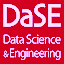 DaSE
Data Science
& Engineering